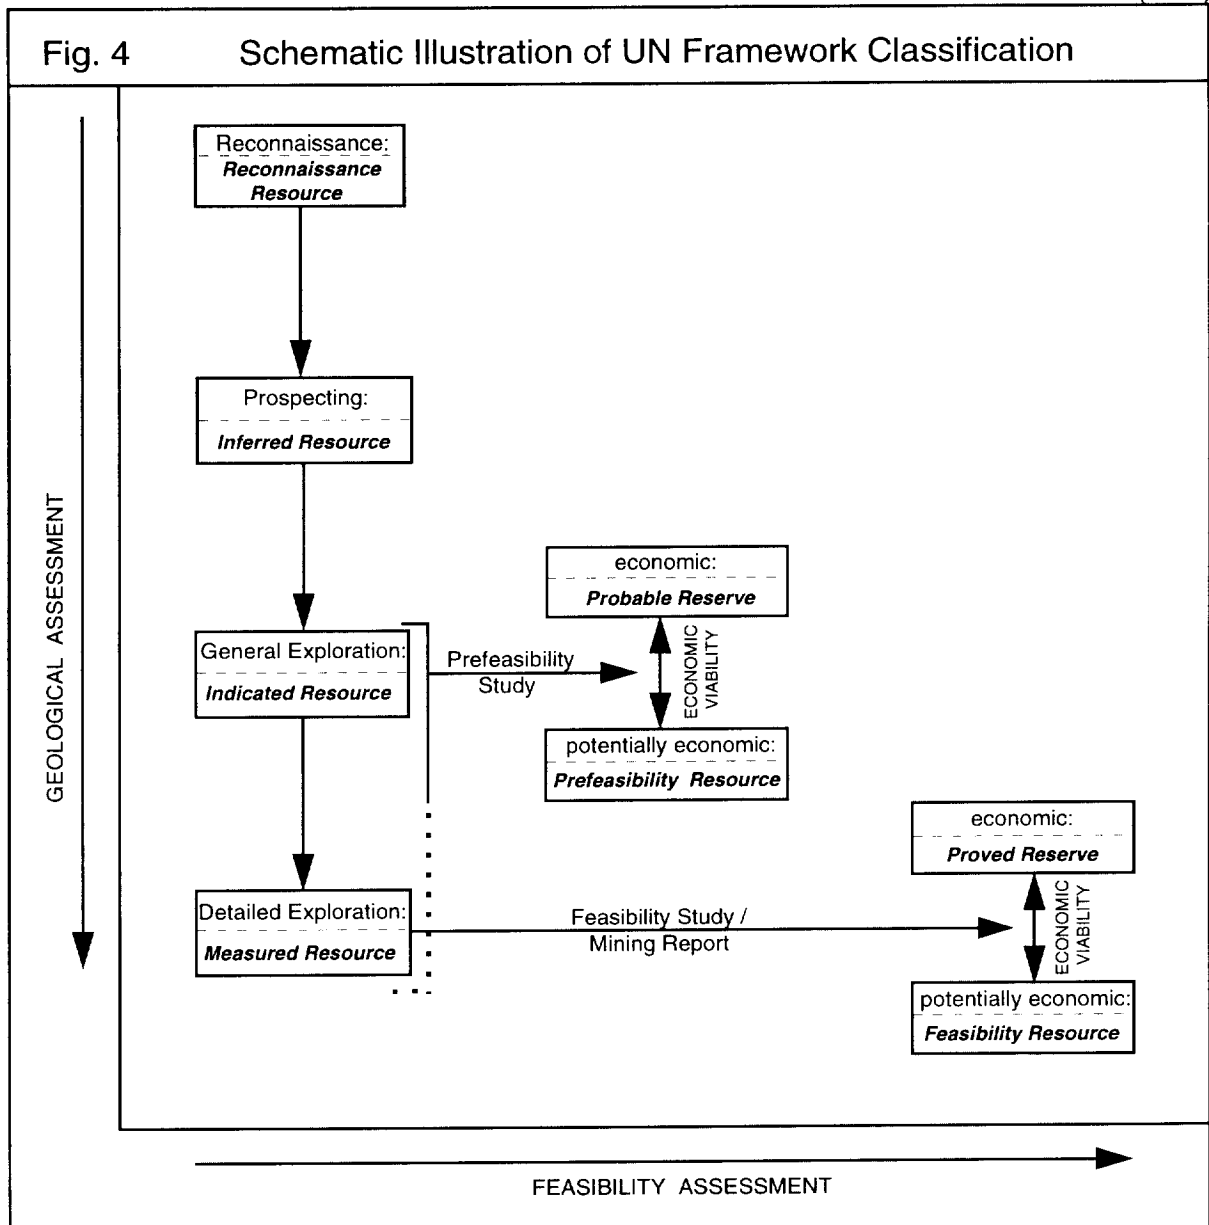 Fig. 4
Schematic Illustration of UN Framework Classification
Reconnaissance:
Reconnaissance
Resource
Prospecting:
Inferred Resource
GEOLOGICAL ASSESSMENT
General Exploration:
Indicated Resource
Prefeasibility
Study
economic:
Probable Reserve
ECONOMIC
VIABILITY
potentially economic:
Prefeasibility Resource
Detailed Exploration:
Measured Resource
Feasibility Study /
Mining Report
economic:
Proved Reserve
ECONOMIC
VIABILITY
potentially economic:
Feasibility Resource
FEASIBILITY ASSESSMENT